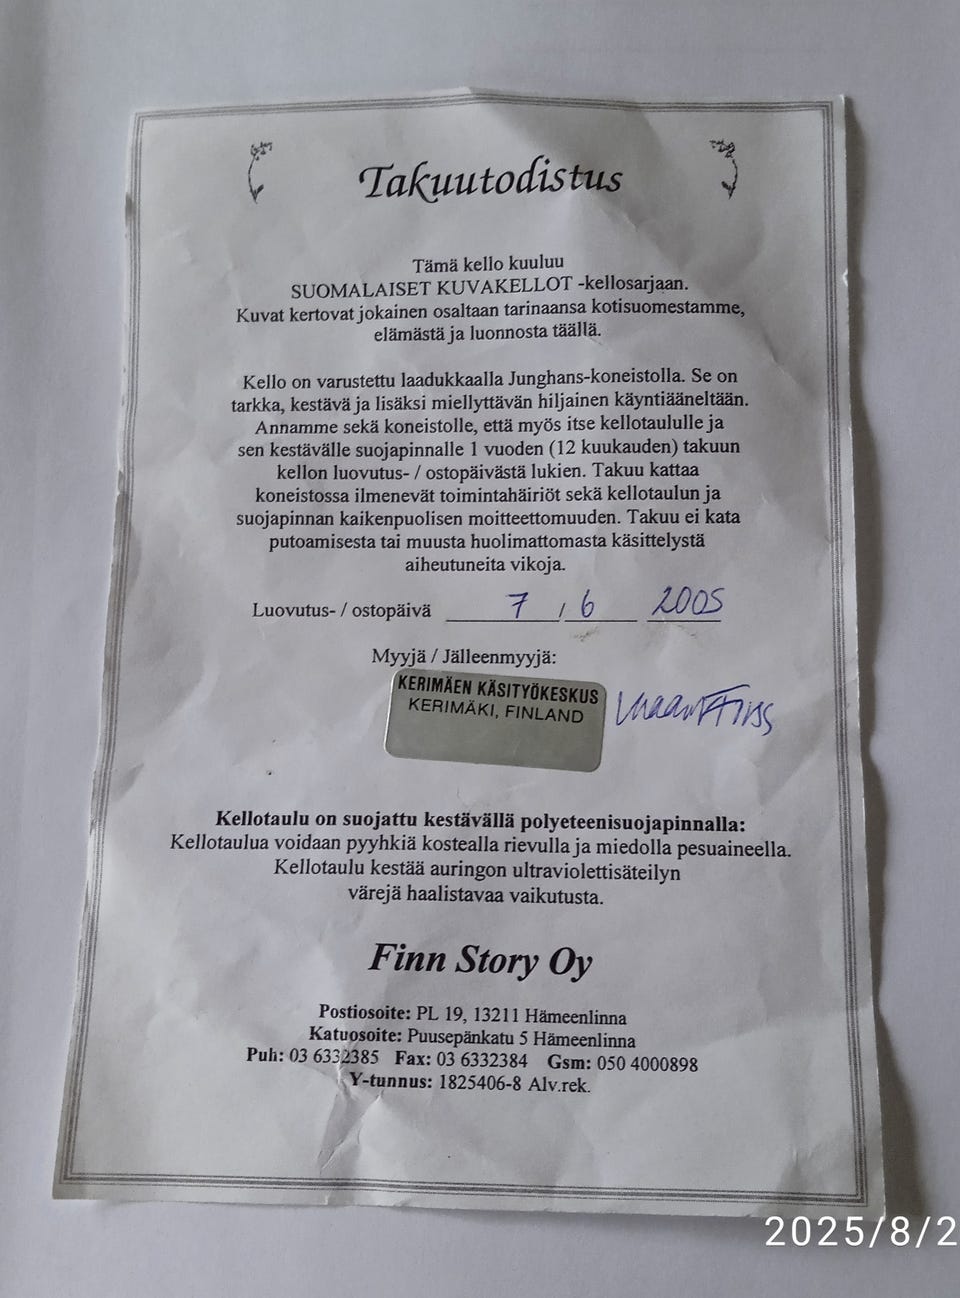 Takuutodistus
Tämä kello kuuluu
SUOMALAISET KUVAKELLOT -kellosarjaan.
Kuvat kertovat jokainen osaltaan tarinaansa kotisuomestamme,
elämästä ja luonnosta täällä.
Kello on varustettu laadukkaalla Junghans-koneistolla. Se on
tarkka, kestävä ja lisäksi miellyttävän hiljainen käyntiääneltään.
Annamme sekä koneistolle, että myös itse kellotaululle ja
sen kestävälle suojapinnalle 1 vuoden (12 kuukauden) takuun
kellon luovutus- / ostopäivästä lukien. Takuu kattaa
koneistossa ilmenevät toimintahäiriöt sekä kellotaulun ja
suojapinnan kaikenpuolisen moitteettomuuden. Takuu ei kata
putoamisesta tai muusta huolimattomasta käsittelystä
aiheutuneita vikoja.
Luovutus- / ostopäivä 7 / 6 2005
Myyjä / Jälleenmyyjä:
KERIMÄEN KÄSITYÖKESKUS
KERIMÄKI, FINLAND
Kellotaulu on suojattu kestävällä polyeteenisuojapinnalla:
Kellotaulua voidaan pyyhkiä kostealla rievulla ja miedolla pesuaineella.
Kellotaulu kestää auringon ultraviolettisäteilyn
värejä haalistavaa vaikutusta.
Finn Story Oy
Postiosoite: PL 19, 13211 Hämeenlinna
Katuosoite: Puusepänkatu 5 Hämeenlinna
Puh: 03 6332385 Fax: 03 6332384 Gsm: 050 4000898
Y-tunnus: 1825406-8 Alv.rek.
2025/8/2